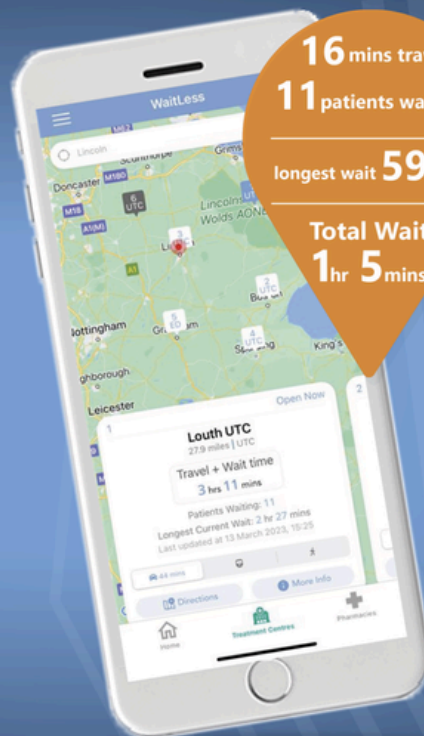 WaitLess
Lincoln
M62
Scunthorpe
Grims
Doncaster
M180
6
UTC
M18
A1(M)
Lincolns
Wolds AON
UT
3
A1
2
UTC
Nottingham
5
ED
4
UTC
King's
Leicester
1
Open Now
2
Louth UTC
27.9 miles | UTC
Travel + Wait time
3 hrs 11 mins
Patients Waiting: 11
Longest Current Wait: 2 hr 27 mins
Last updated at 13 March 2023, 15:25
44 mins
Directions
More Info
Home
Treatment Centres
Pharmacies
16 mins tra
11 patients wa
longest wait 59
Total Wait
1hr 5mins